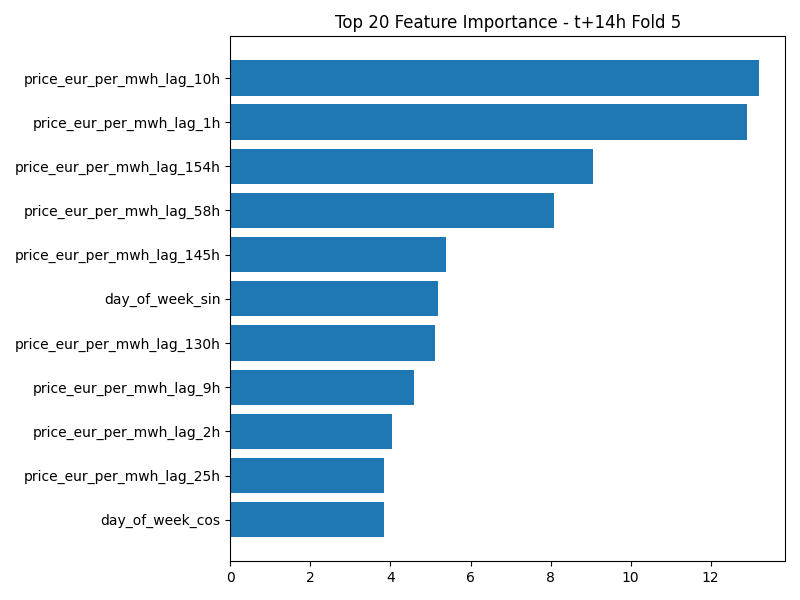 Top 20 Feature Importance - t+14h Fold 5
price_eur_per_mwh_lag_10h
price_eur_per_mwh_lag_1h
price_eur_per_mwh_lag_154h
price_eur_per_mwh_lag_58h
price_eur_per_mwh_lag_145h
day_of_week_sin
price_eur_per_mwh_lag_130h
price_eur_per_mwh_lag_9h
price_eur_per_mwh_lag_2h
price_eur_per_mwh_lag_25h
day_of_week_cos
0 2 4 6 8 10 12